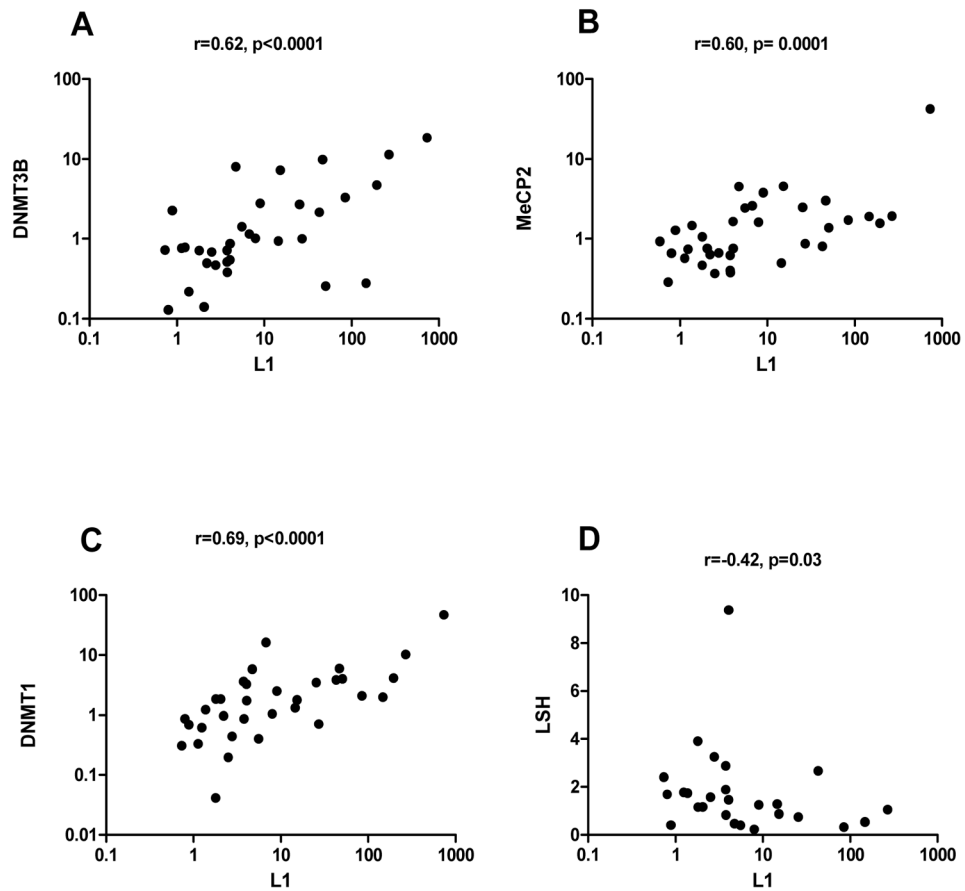 A
r=0.62, p<0.0001
100
10
1
0.1
DNMT3B
0.1 1 10 100 1000
L1
B
r=0.60, p= 0.0001
100
10
1
0.1
MeCP2
0.1 1 10 100 1000
L1
C
r=0.69, p<0.0001
100
10
1
0.1
0.01
DNMT1
0.1 1 10 100 1000
L1
D
r=-0.42, p=0.03
10
8
6
4
2
0
LSH
0.1 1 10 100 1000
L1